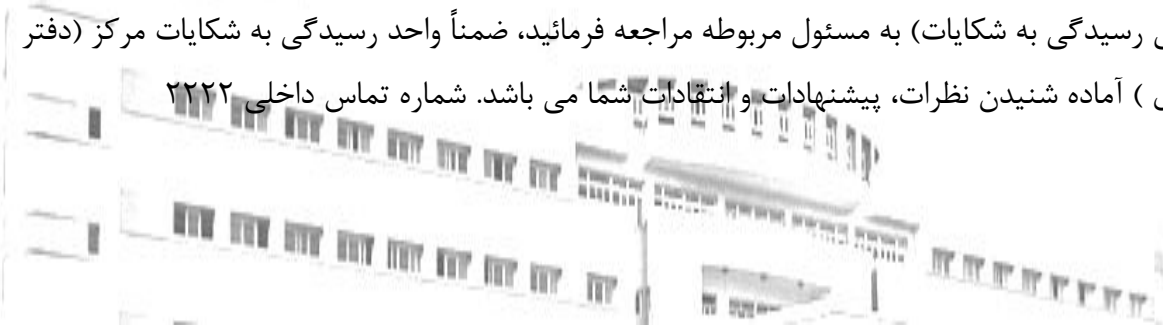 رسیدگی به شکایات) به مسئول مربوطه مراجعه فرمائید، ضمناً واحد رسیدگی به شکایات مرکز (دفتر
) آماده شنیدن نظرات، پیشنهادات و انتقادات شما می باشد. شماره تماس داخلی ۲۲۲۲